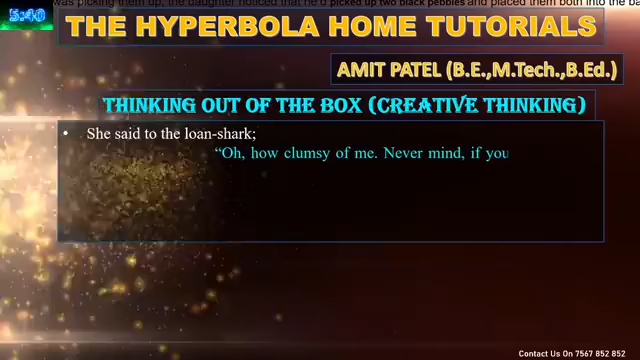 was picking them up, the daughter noticed that he'd picked up two black pebbles and placed them both into the ba
5:40
THE HYPERBOLA HOME TUTORIALS
AMIT PATEL (B.E.,M.Tech.,B.Ed.)
THINKING OUT OF THE BOX (CREATIVE THINKING)
• She said to the loan-shark;
“Oh, how clumsy of me. Never mind, if you
Contact Us On 7567 852 852